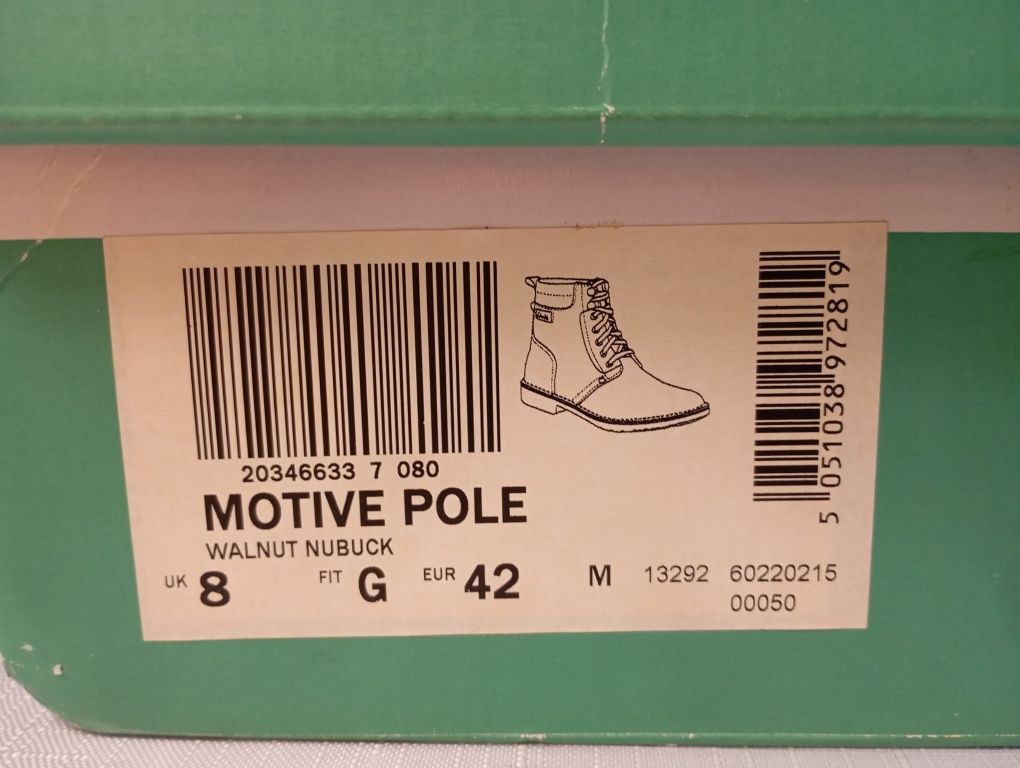 20346633 7 080
MOTIVE POLE
WALNUT NUBUCK
UK 8 FIT G EUR 42 M 13292 60220215
00050
5 051038 972819